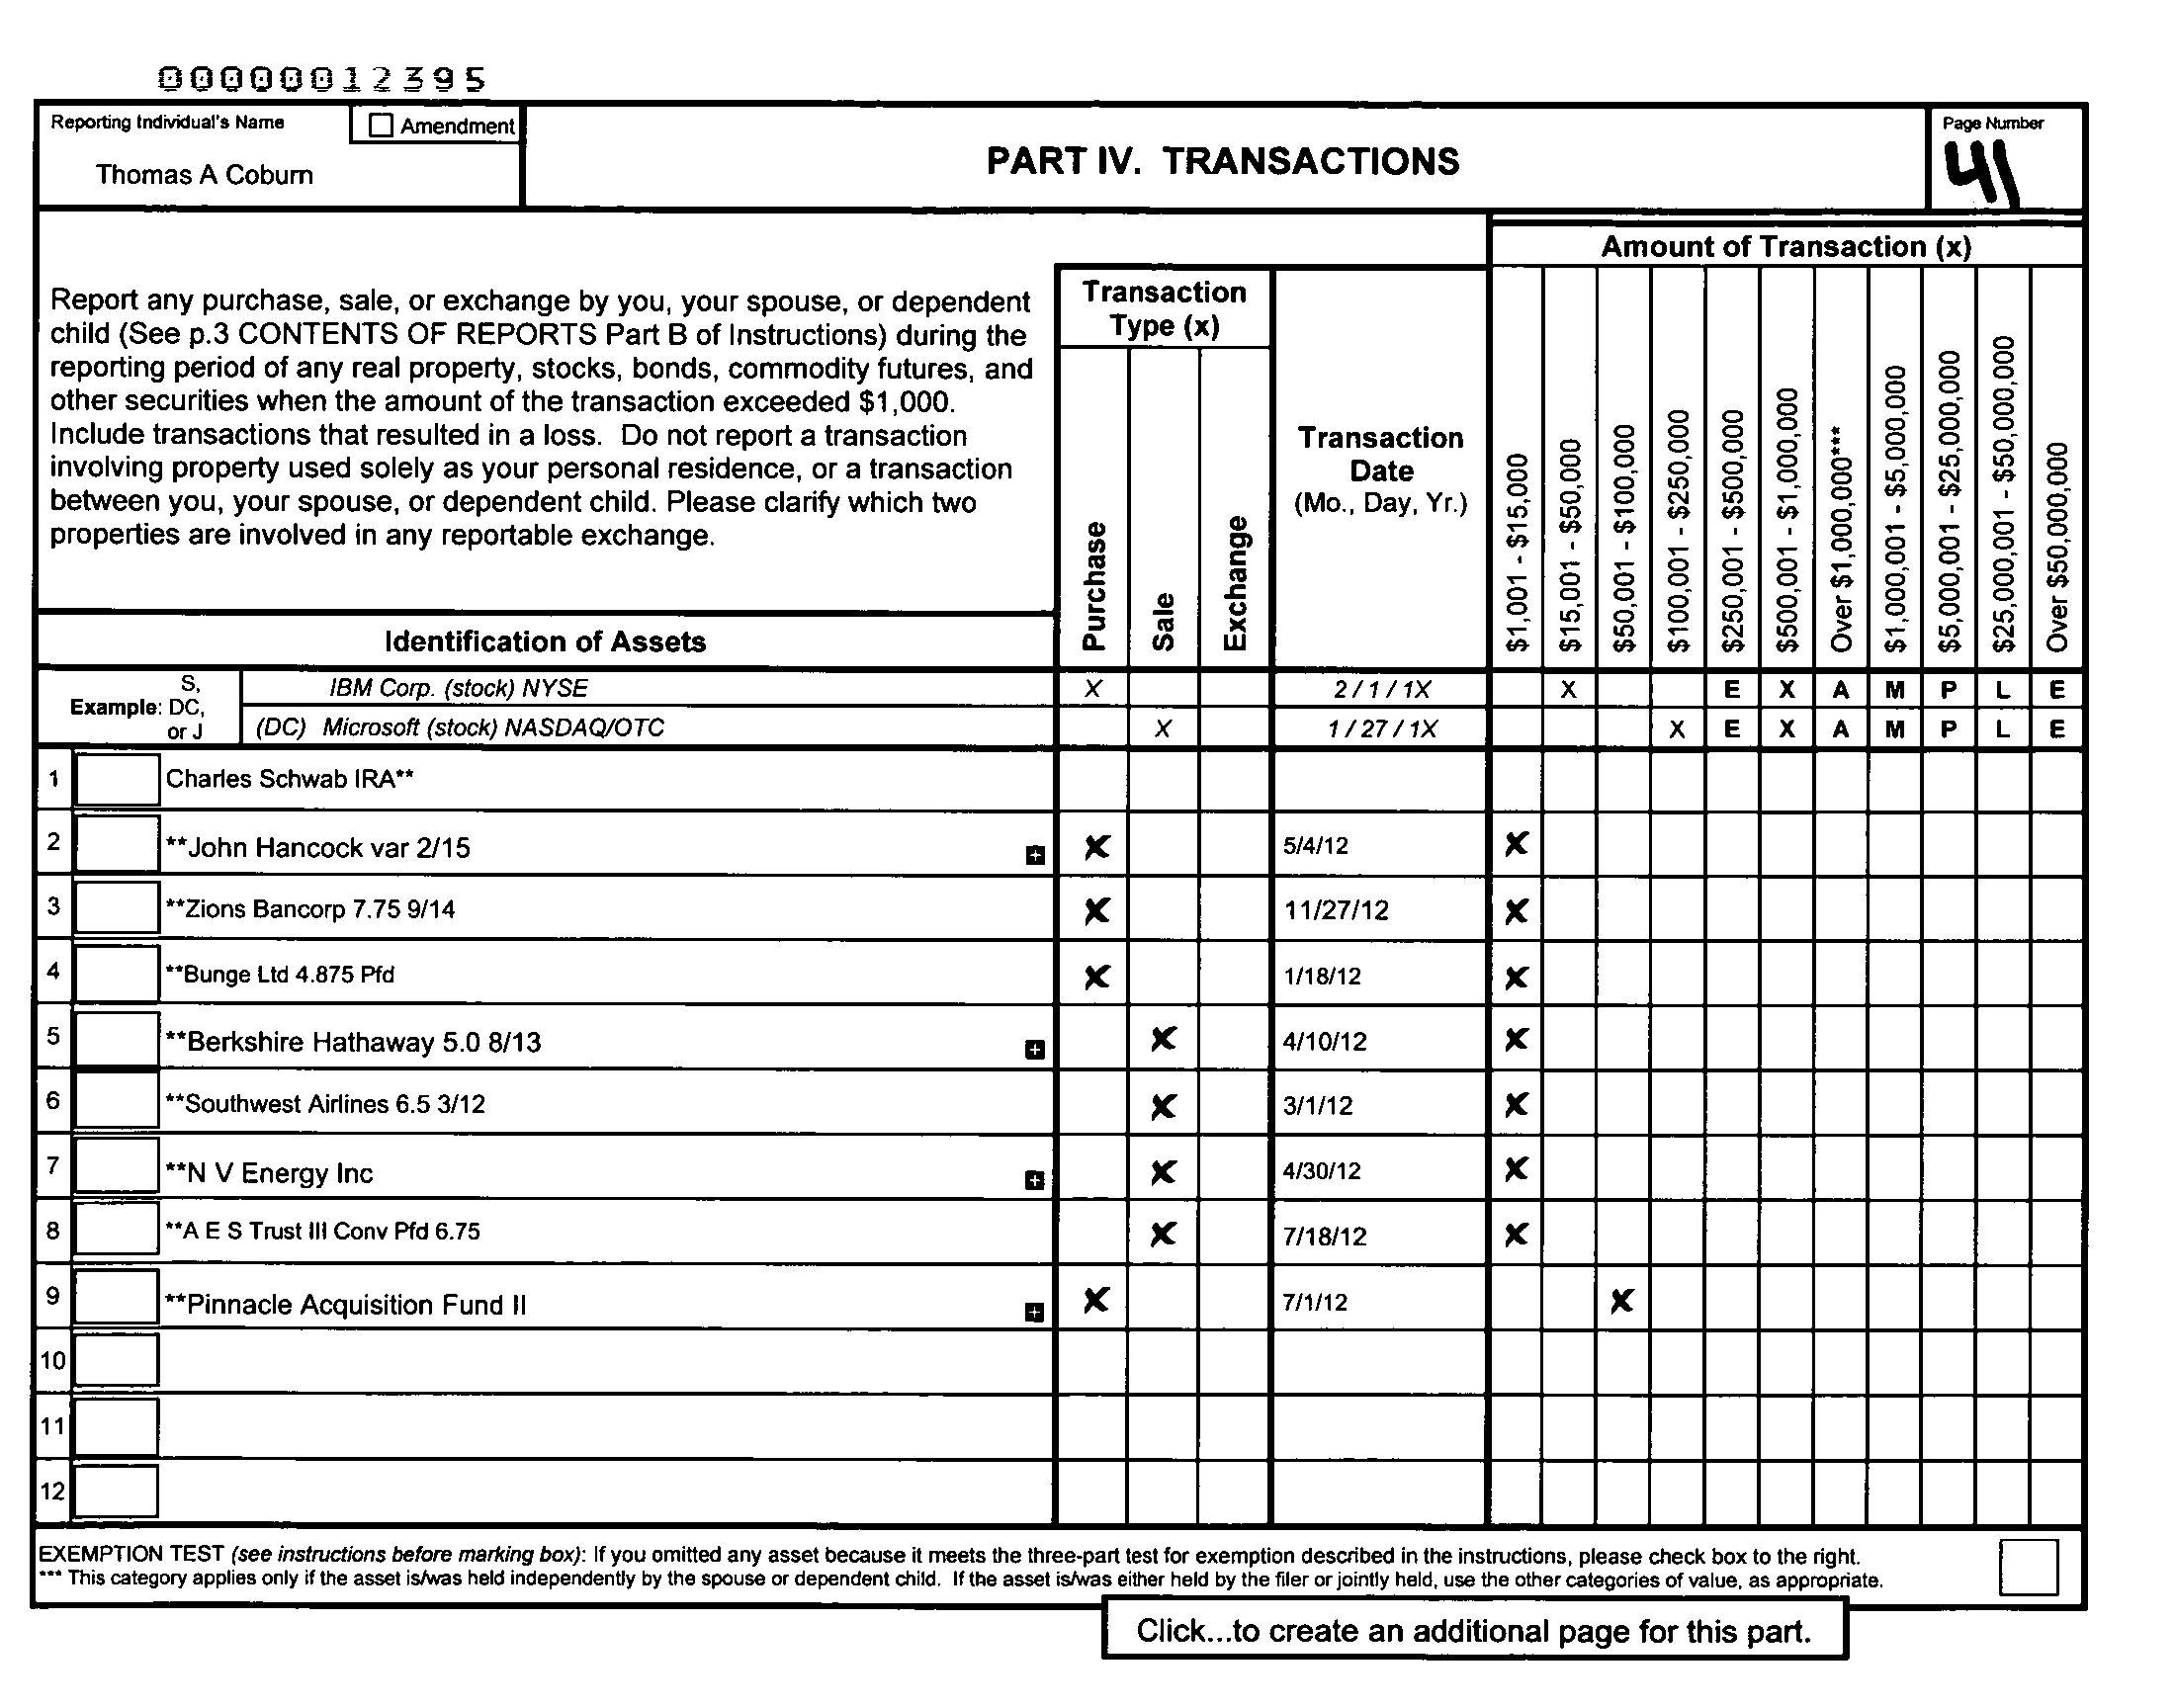 00000012395
Reporting Individual's Name
Amendment
Thomas A Coburn
PART IV. TRANSACTIONS
Page Number
41
Amount of Transaction (x)
Report any purchase, sale, or exchange by you, your spouse, or dependent
child (See p.3 CONTENTS OF REPORTS Part B of Instructions) during the
reporting period of any real property, stocks, bonds, commodity futures, and
other securities when the amount of the transaction exceeded $1,000.
Include transactions that resulted in a loss. Do not report a transaction
involving property used solely as your personal residence, or a transaction
between you, your spouse, or dependent child. Please clarify which two
properties are involved in any reportable exchange.
Transaction
Type (x)
Purchase
Sale
Exchange
Transaction
Date
(Mo., Day, Yr.)
$1,001 - $15,000
$15,001 - $50,000
$50,001 - $100,000
$100,001 - $250,000
$250,001 - $500,000
$500,001 - $1,000,000
Over $1,000,000***
$1,000,001 - $5,000,000
$5,000,001 - $25,000,000
$25,000,001 - $50,000,000
Over $50,000,000
Identification of Assets
Example: S, DC, or J
IBM Corp. (stock) NYSE X 2 / 1 / 1X X E X A M P L E
(DC) Microsoft (stock) NASDAQ/OTC X 1 / 27 / 1X X E X A M P L E
1 Charles Schwab IRA**
2 **John Hancock var 2/15 + X 5/4/12 X
3 **Zions Bancorp 7.75 9/14 X 11/27/12 X
4 **Bunge Ltd 4.875 Pfd X 1/18/12 X
5 **Berkshire Hathaway 5.0 8/13 + X 4/10/12 X
6 **Southwest Airlines 6.5 3/12 X 3/1/12 X
7 **N V Energy Inc + X 4/30/12 X
8 **A E S Trust III Conv Pfd 6.75 X 7/18/12 X
9 **Pinnacle Acquisition Fund II + X 7/1/12 X
10
11
12
EXEMPTION TEST (see instructions before marking box): If you omitted any asset because it meets the three-part test for exemption described in the instructions, please check box to the right.
*** This category applies only if the asset is/was held independently by the spouse or dependent child. If the asset is/was either held by the filer or jointly held, use the other categories of value, as appropriate.
Click...to create an additional page for this part.